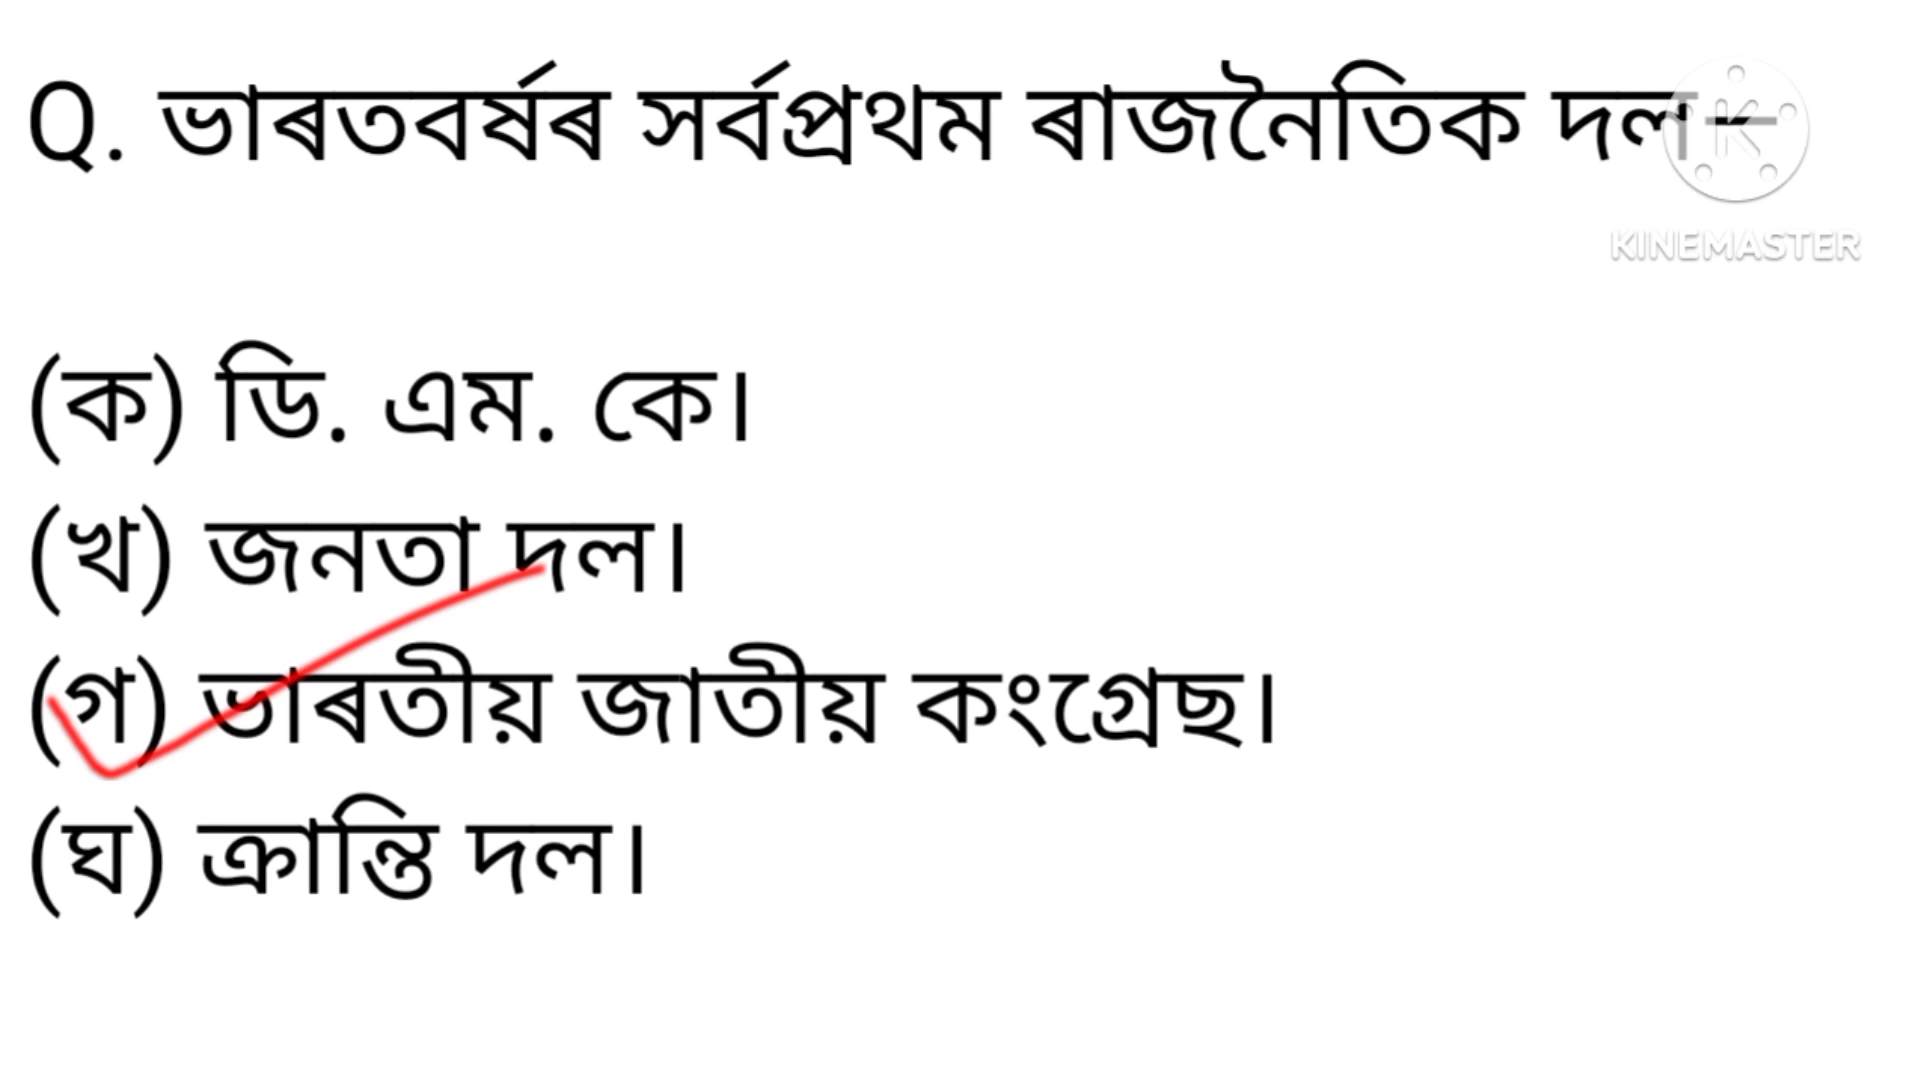 Q. ভাৰতবৰ্ষৰ সৰ্বপ্ৰথম ৰাজনৈতিক দল –
KINEMASTER
(ক) ডি. এম. কে।
(খ) জনতা দল।
(গ) ভাৰতীয় জাতীয় কংগ্ৰেছ।
(ঘ) ক্ৰান্তি দল।